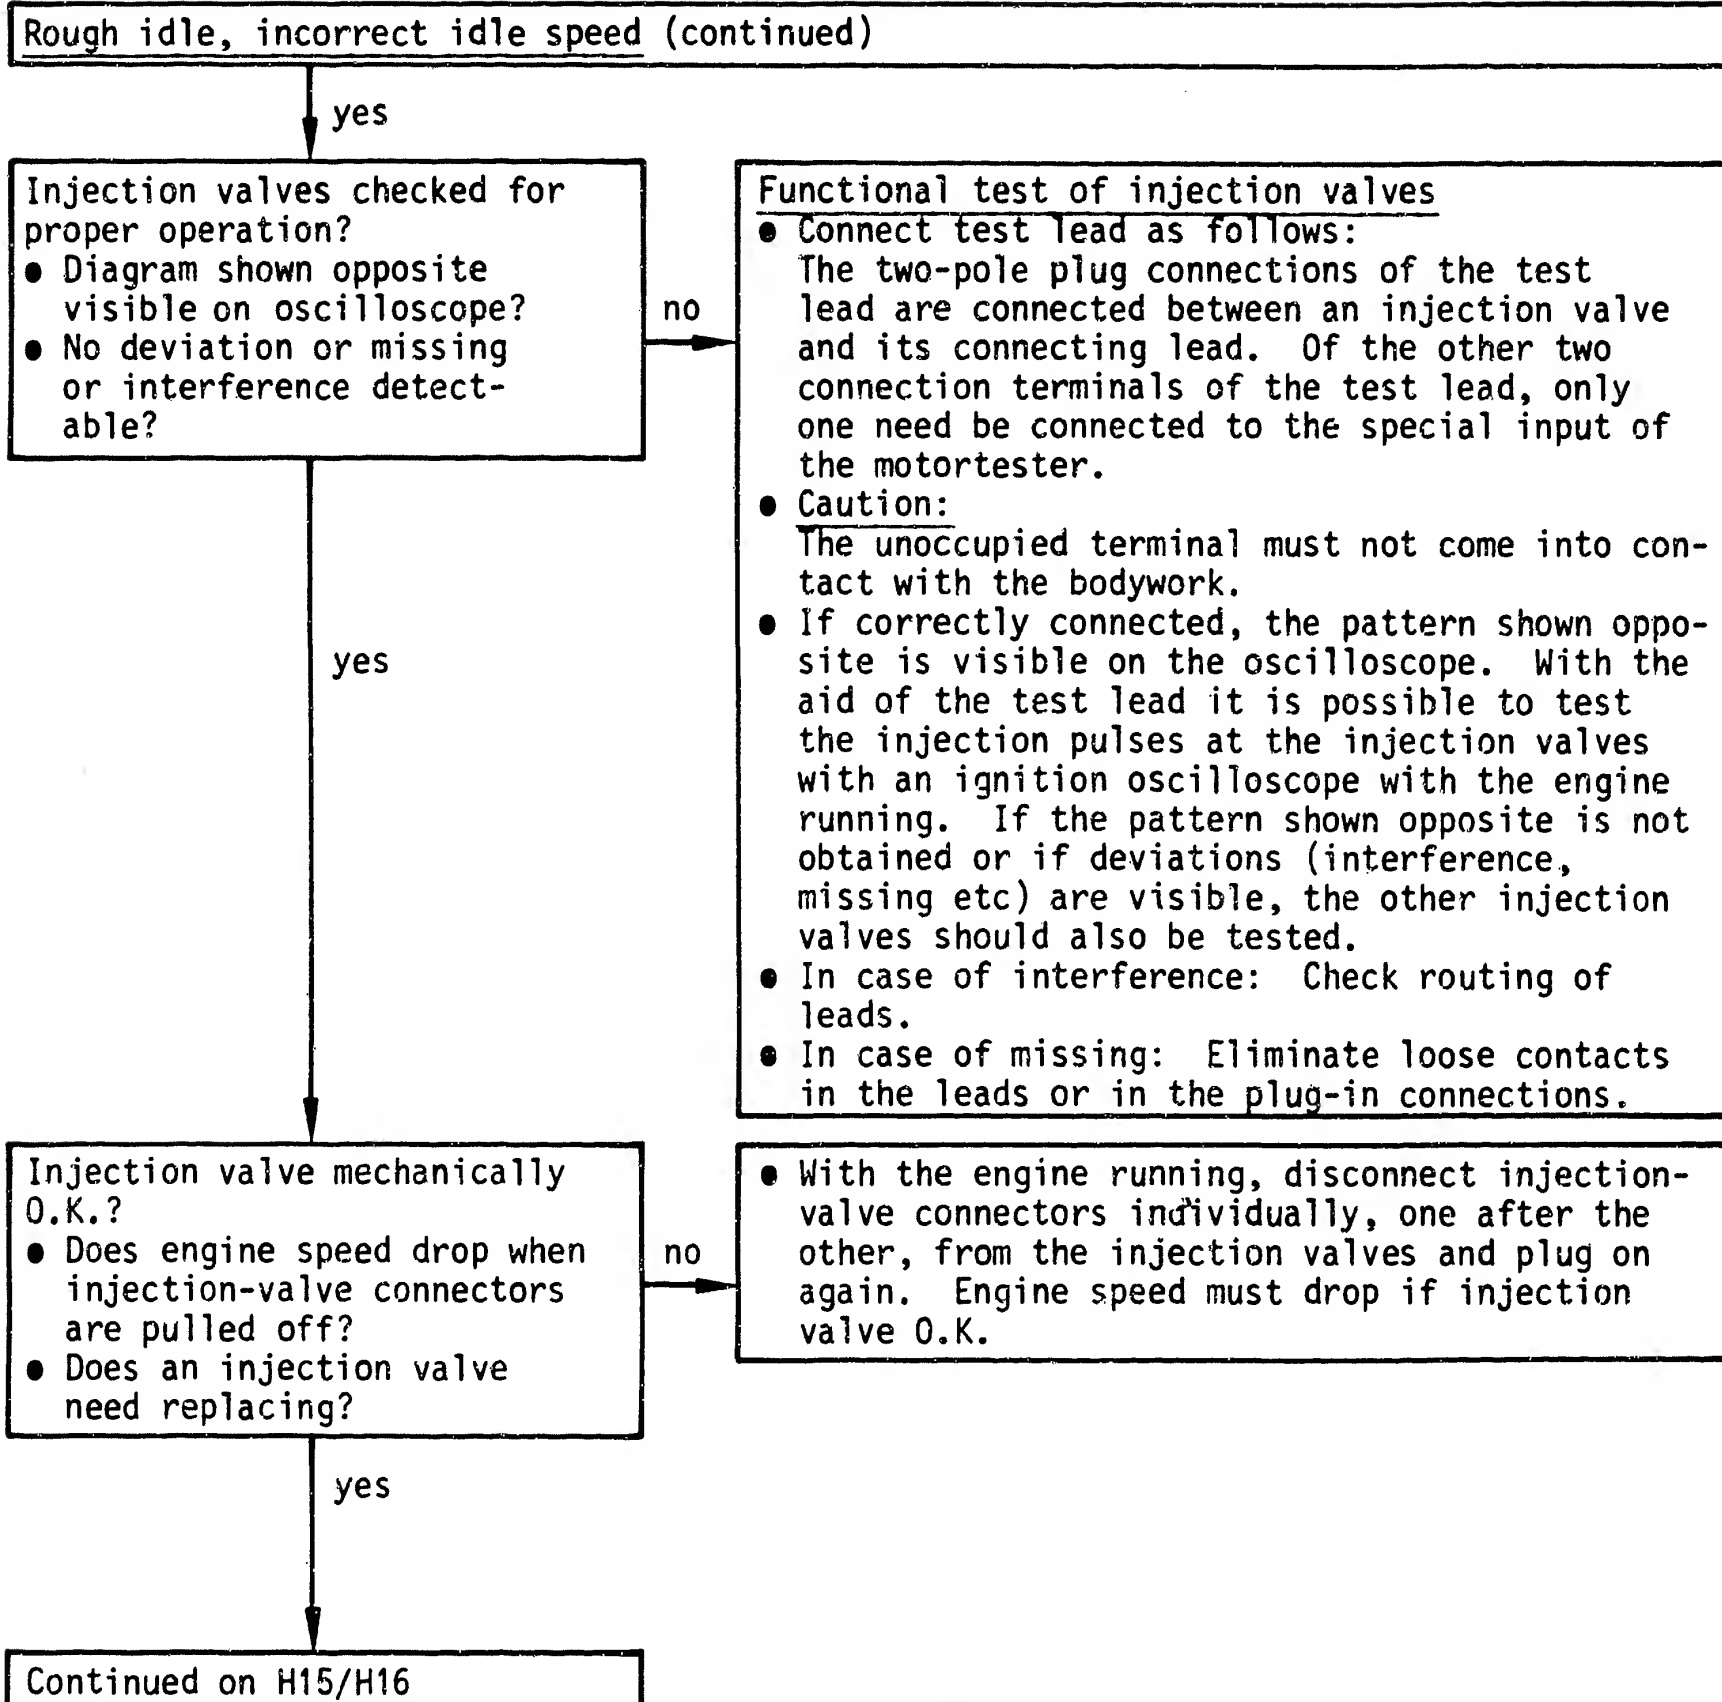 Rough idle, incorrect idle speed (continued)
yes
Injection valves checked for
proper operation?
● Diagram shown opposite
visible on oscilloscope?
● No deviation or missing
or interference detect-
able?
no
Functional test of injection valves
● Connect test lead as follows:
The two-pole plug connections of the test
lead are connected between an injection valve
and its connecting lead. Of the other two
connection terminals of the test lead, only
one need be connected to the special input of
the motortester.
● Caution:
The unoccupied terminal must not come into con-
tact with the bodywork.
● If correctly connected, the pattern shown oppo-
site is visible on the oscilloscope. With the
aid of the test lead it is possible to test
the injection pulses at the injection valves
with an ignition oscilloscope with the engine
running. If the pattern shown opposite is not
obtained or if deviations (interference,
missing etc) are visible, the other injection
valves should also be tested.
● In case of interference: Check routing of
leads.
● In case of missing: Eliminate loose contacts
in the leads or in the plug-in connections.
yes
Injection valve mechanically
O.K.?
● Does engine speed drop when
injection-valve connectors
are pulled off?
● Does an injection valve
need replacing?
no
● With the engine running, disconnect injection-
valve connectors individually, one after the
other, from the injection valves and plug on
again. Engine speed must drop if injection
valve O.K.
yes
Continued on H15/H16